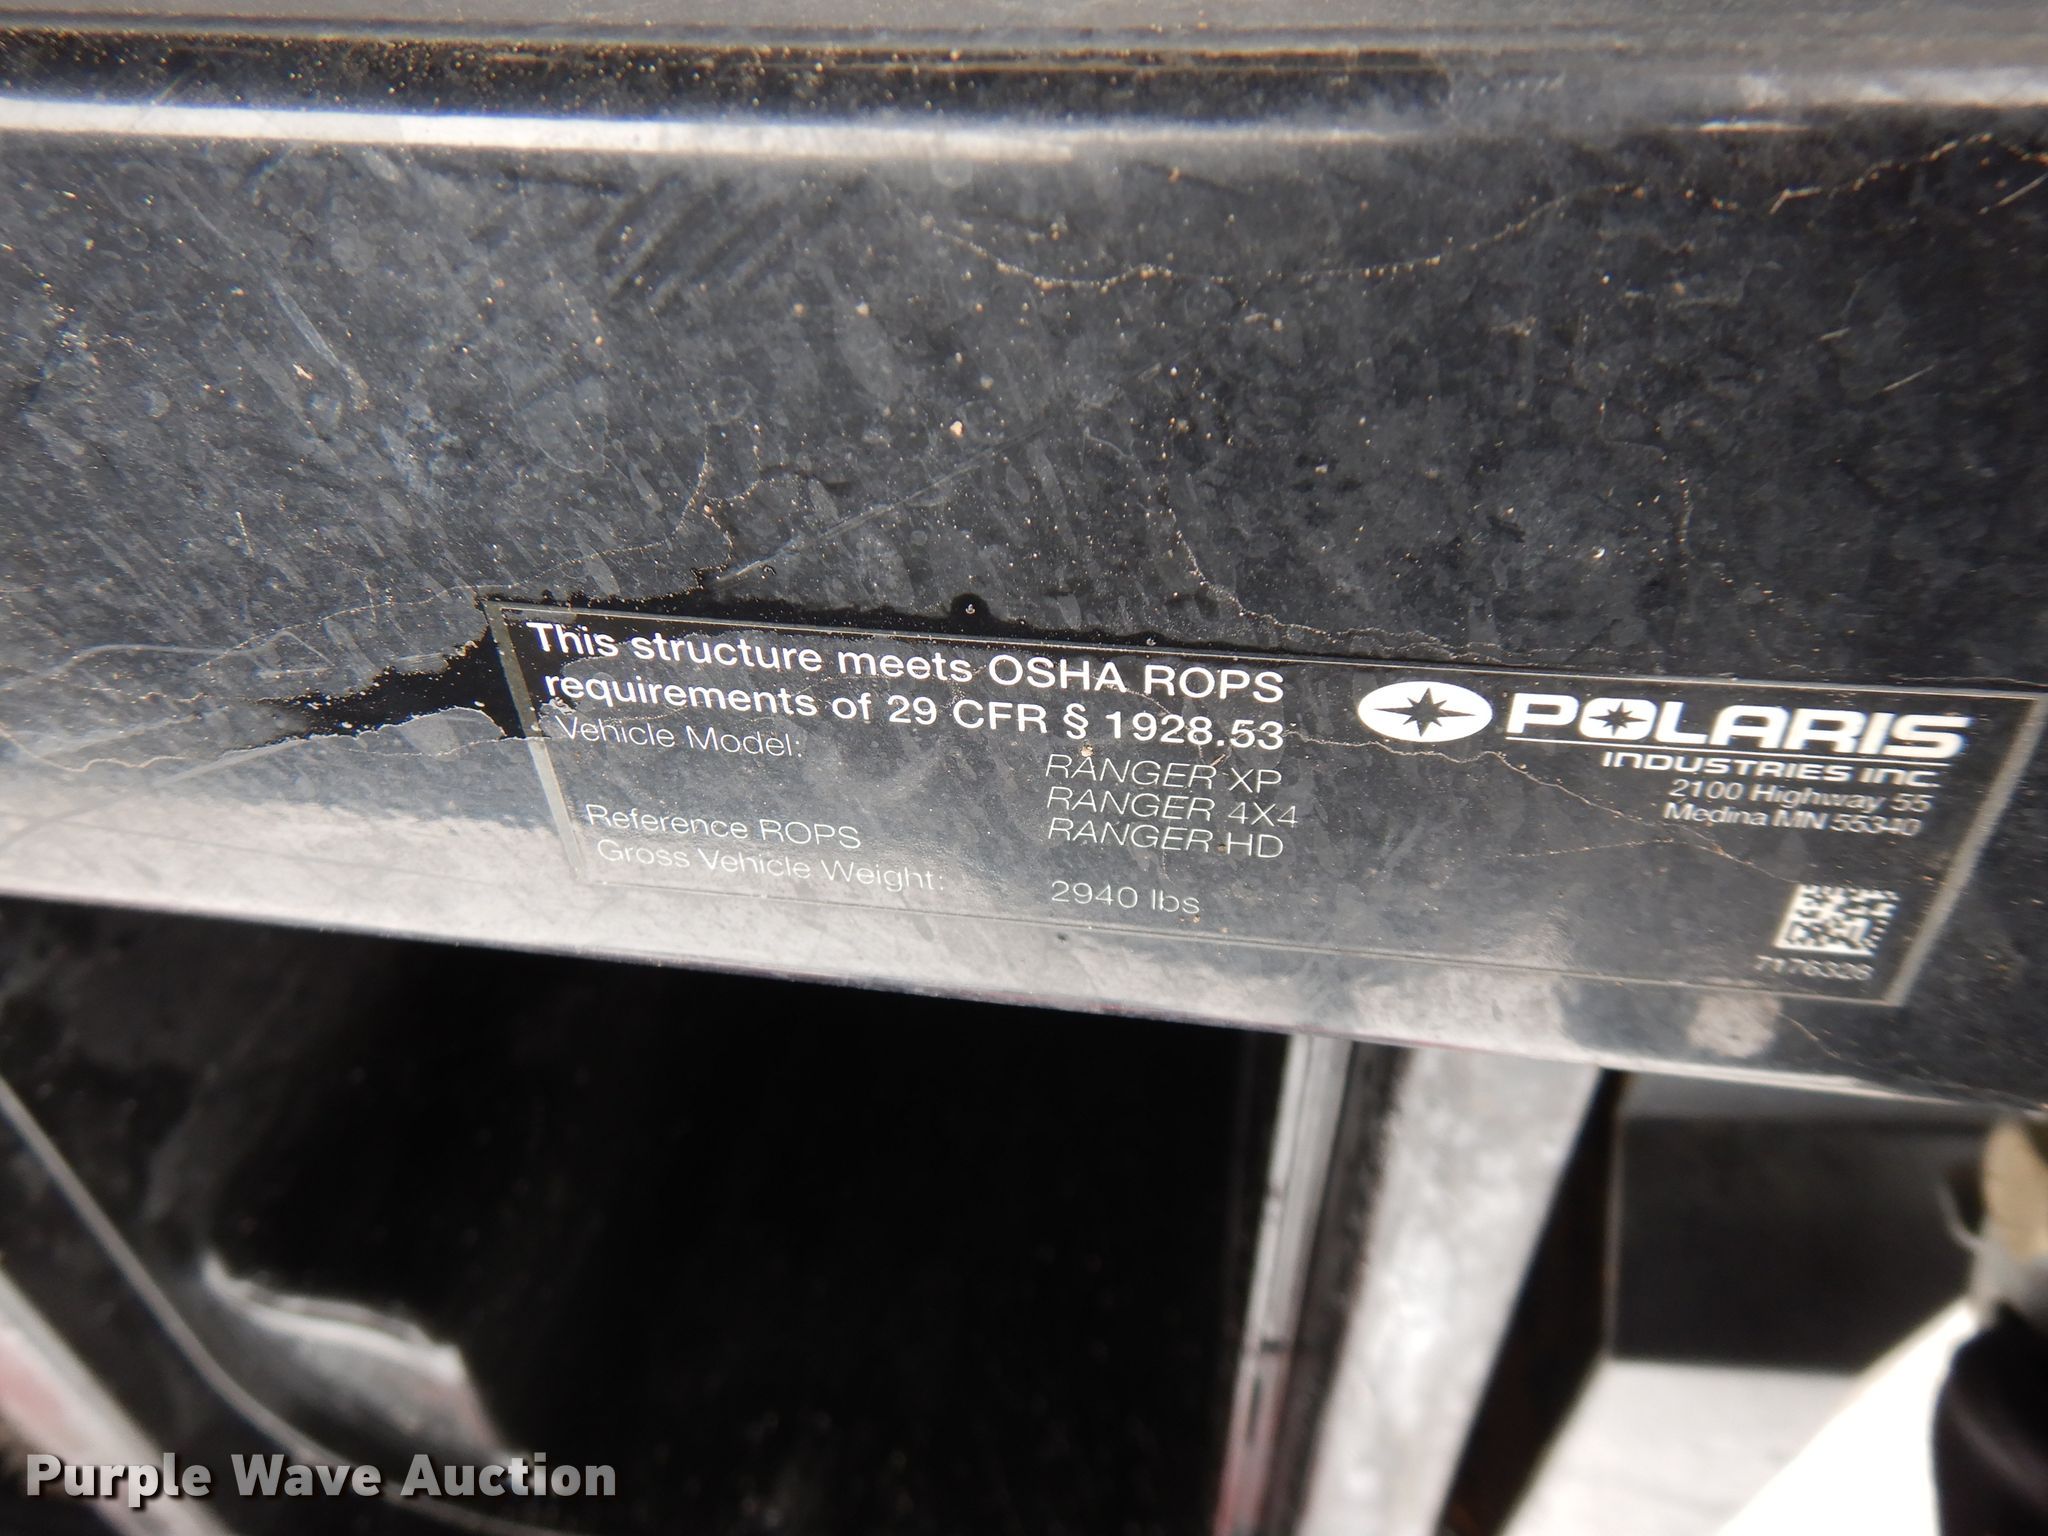 This structure meets OSHA ROPS
requirements of 29 CFR § 1928.53
Vehicle Model:
RANGER XP
RANGER 4X4
RANGER HD
Reference ROPS
Gross Vehicle Weight:
2940 lbs
POLARIS
INDUSTRIES INC
2100 Highway 55
Medina MN 55340
7176328
Purple Wave Auction